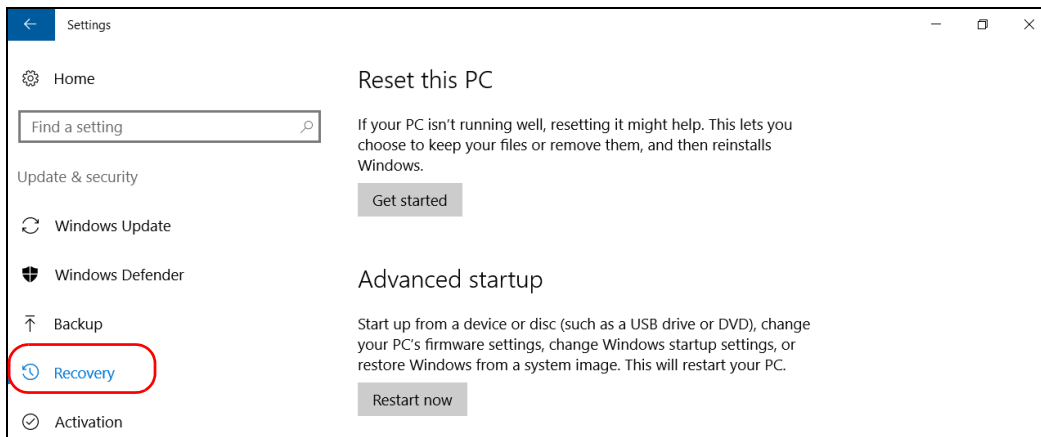 Settings
Home
Find a setting
Update & security
Windows Update
Windows Defender
Backup
Recovery
Activation
Reset this PC
If your PC isn't running well, resetting it might help. This lets you
choose to keep your files or remove them, and then reinstalls
Windows.
Get started
Advanced startup
Start up from a device or disc (such as a USB drive or DVD), change
your PC's firmware settings, change Windows startup settings, or
restore Windows from a system image. This will restart your PC.
Restart now